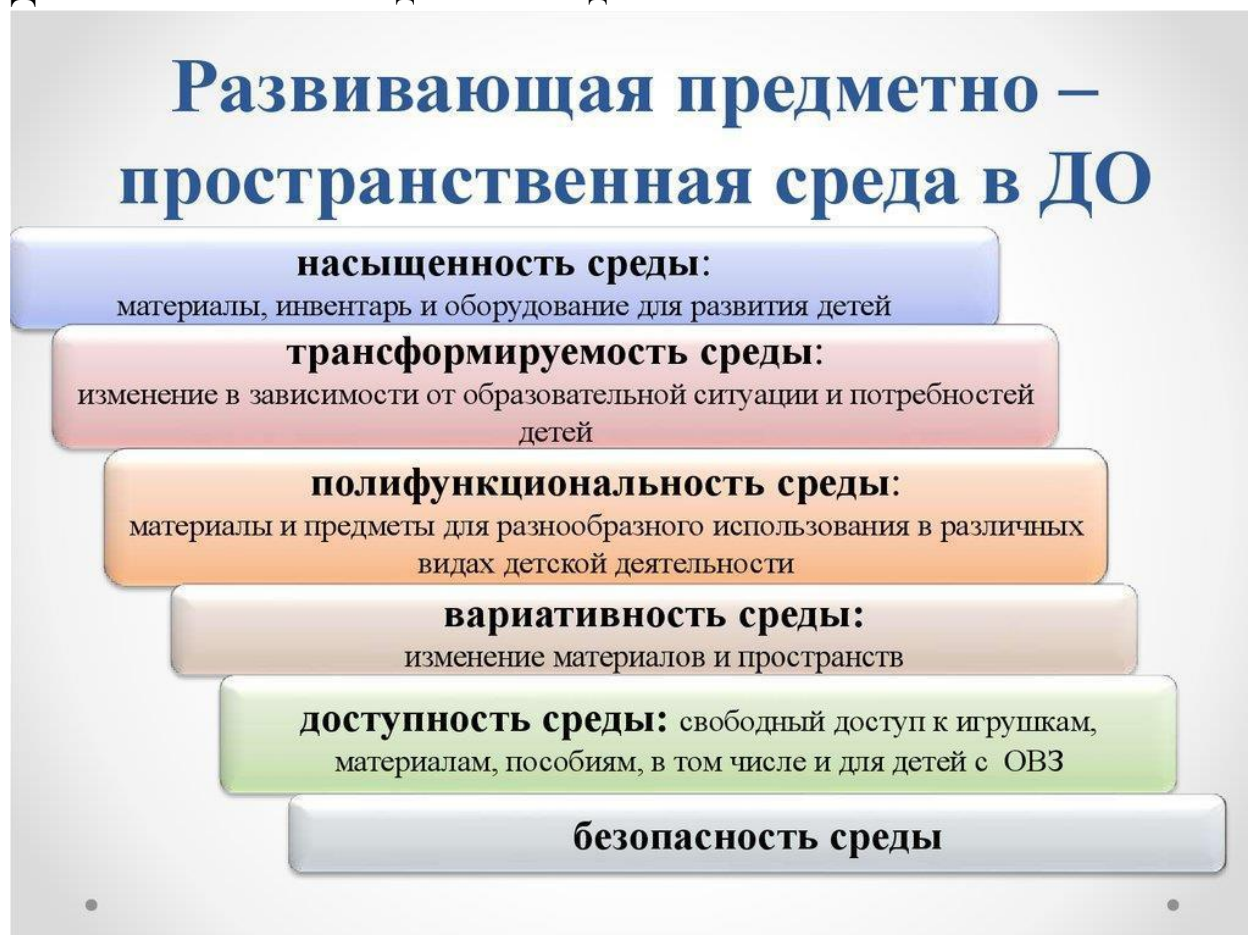 Развивающая предметно –
пространственная среда в ДО
насыщенность среды:
материалы, инвентарь и оборудование для развития детей
трансформируемость среды:
изменение в зависимости от образовательной ситуации и потребностей
детей
полифункциональность среды:
материалы и предметы для разнообразного использования в различных
видах детской деятельности
вариативность среды:
изменение материалов и пространств
доступность среды: свободный доступ к игрушкам,
материалам, пособиям, в том числе и для детей с ОВЗ
безопасность среды